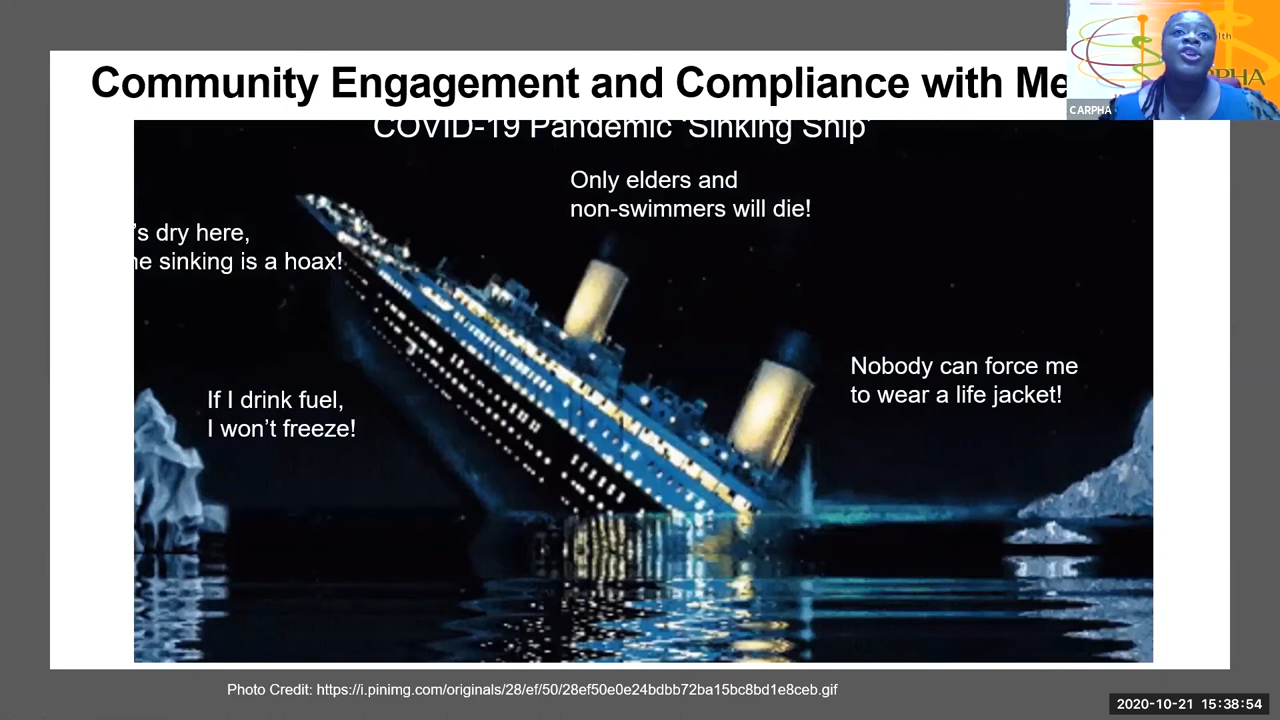 Community Engagement and Compliance with Me
CARPHA
COVID-19 Pandemic 'Sinking Ship'
Only elders and
non-swimmers will die!
's dry here,
he sinking is a hoax!
Nobody can force me
to wear a life jacket!
If I drink fuel,
I won't freeze!
Photo Credit: https://i.pinimg.com/originals/28/ef/50/28ef50e0e24bdbb72ba15bc8bd1e8ceb.gif
2020-10-21 15:38:54